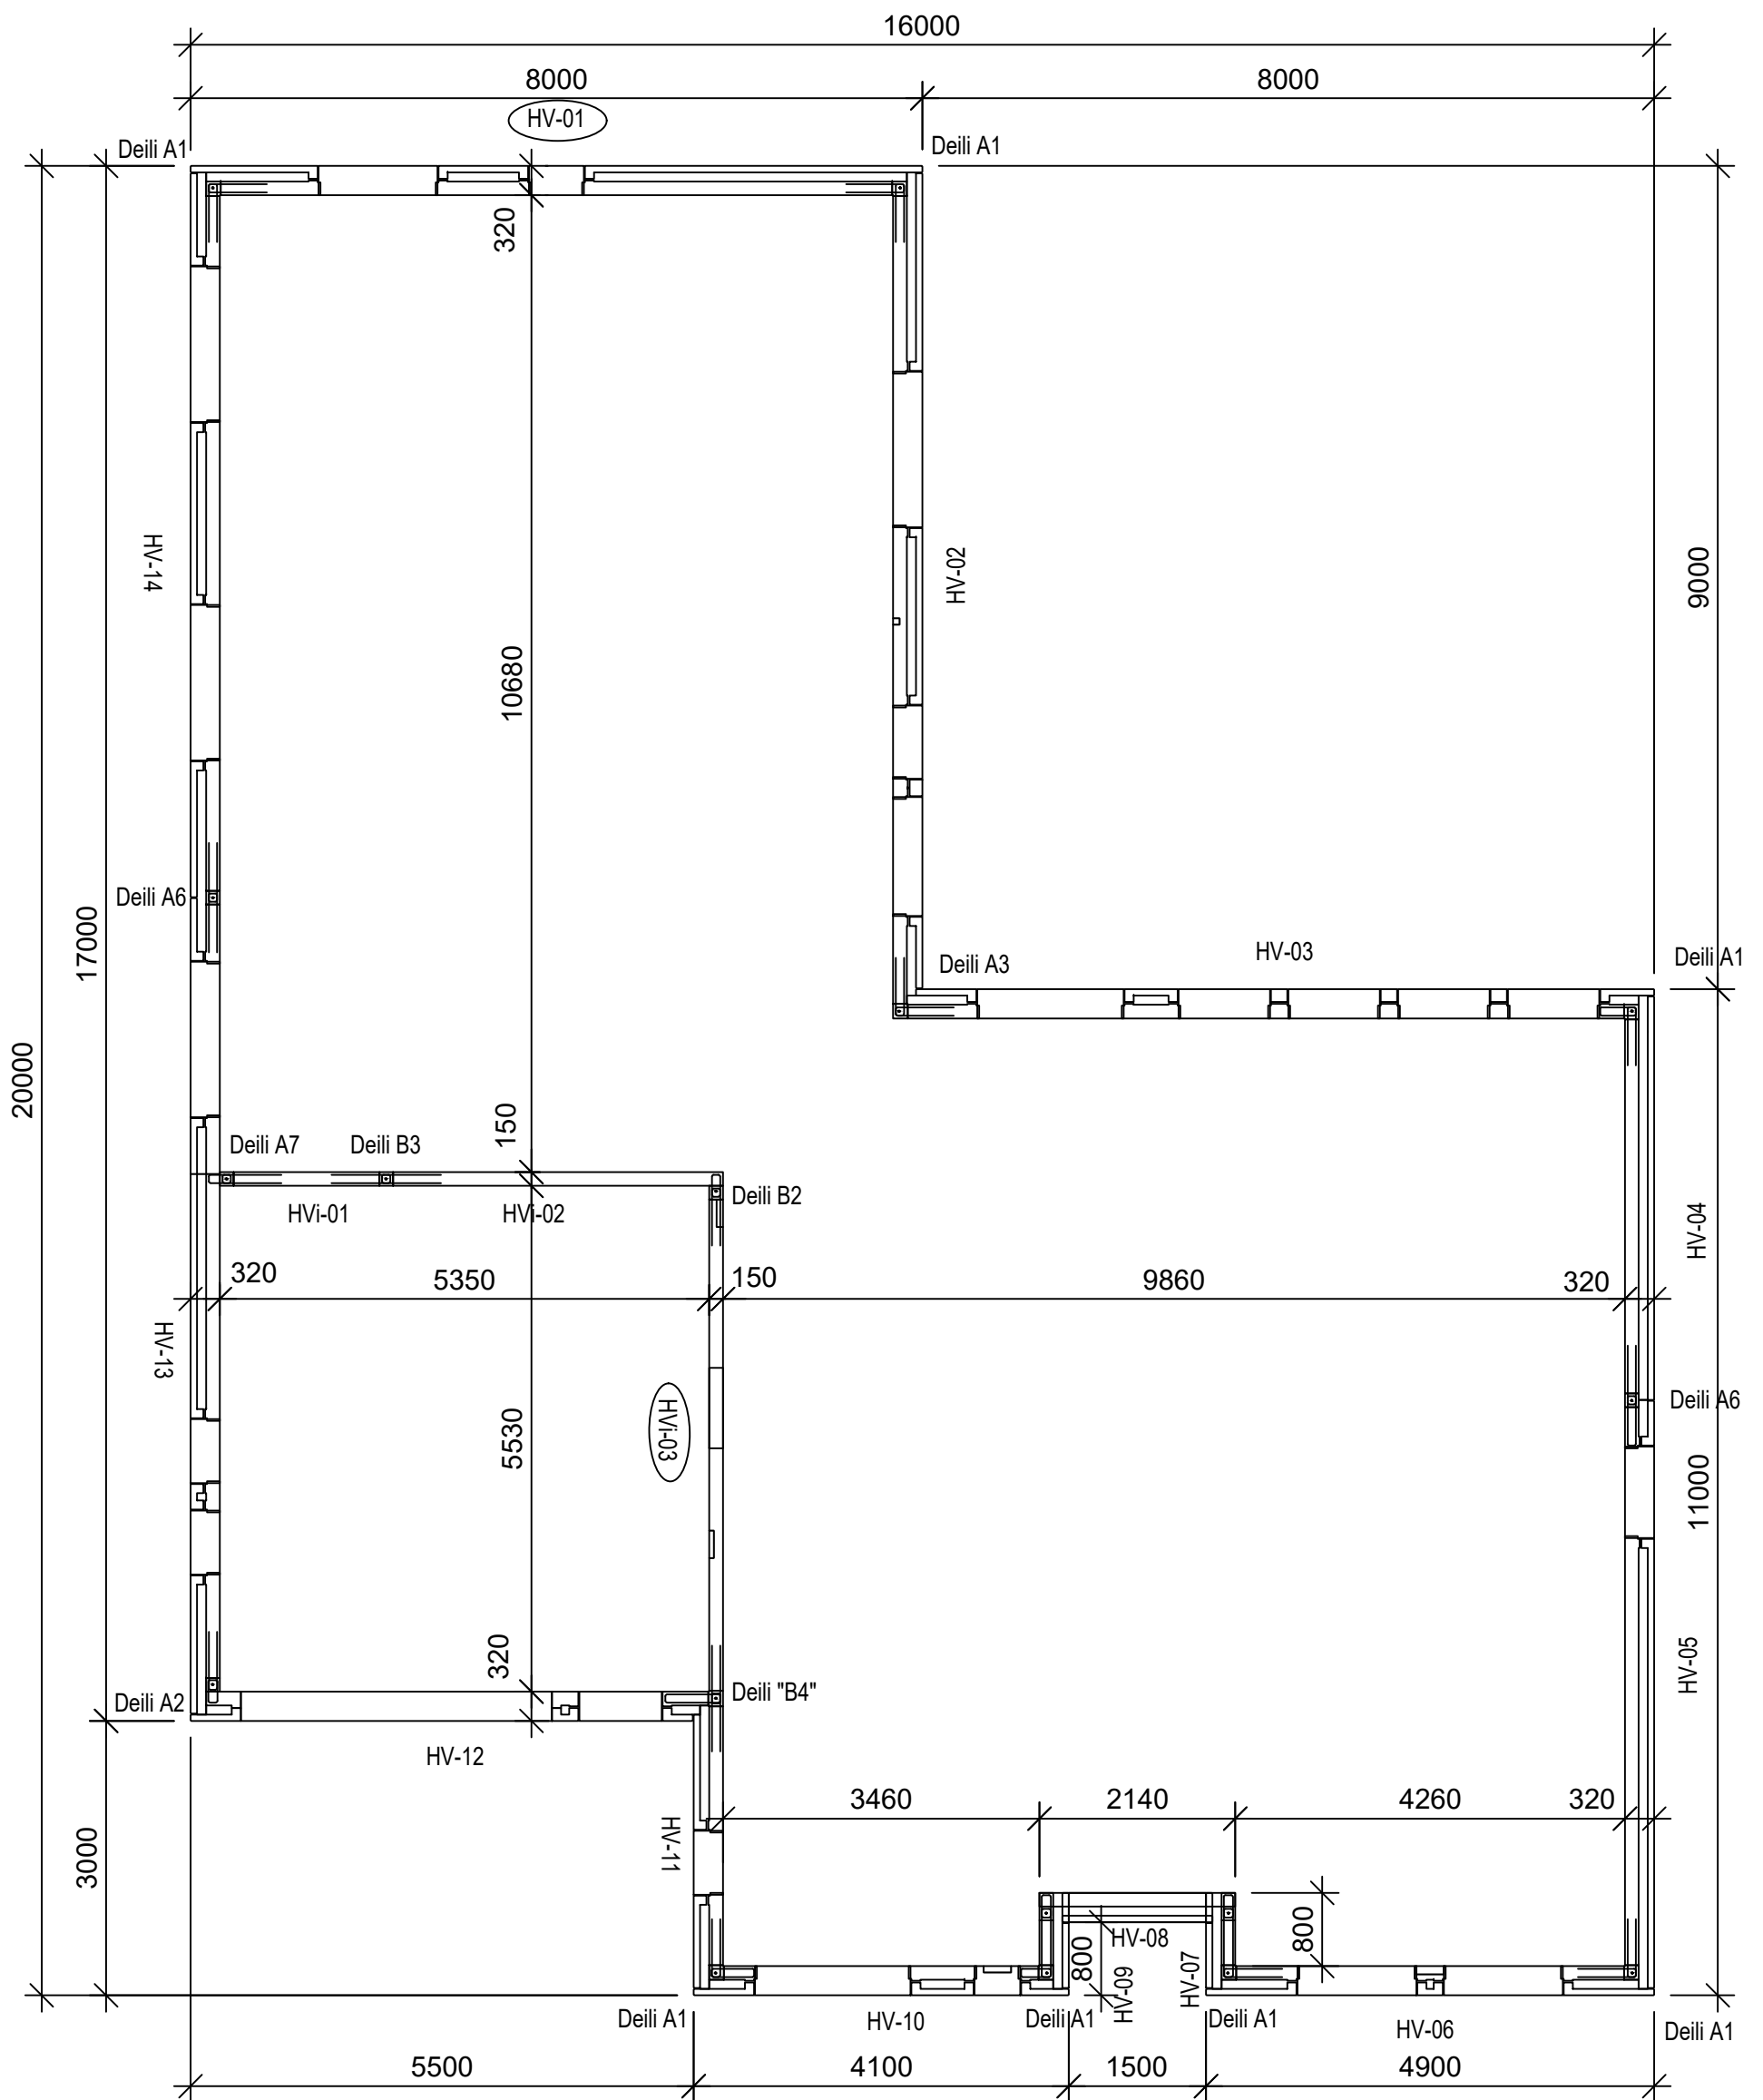 16000
8000
8000
HV-01
Deili A1
Deili A1
320
HV-14
HV-02
9000
10680
Deili A6
17000
Deili A3
HV-03
Deili A1
20000
150
Deili A7
Deili B3
Deili B2
HVi-01
HVi-02
HV-04
320
5350
150
9860
320
HV-13
HVi-03
Deili A6
5530
11000
320
HV-05
Deili A2
Deili "B4"
HV-12
3460
2140
4260
320
HV-11
3000
800
800
HV-08
HV-09
HV-07
Deili A1
HV-10
Deili A1
Deili A1
HV-06
Deili A1
5500
4100
1500
4900